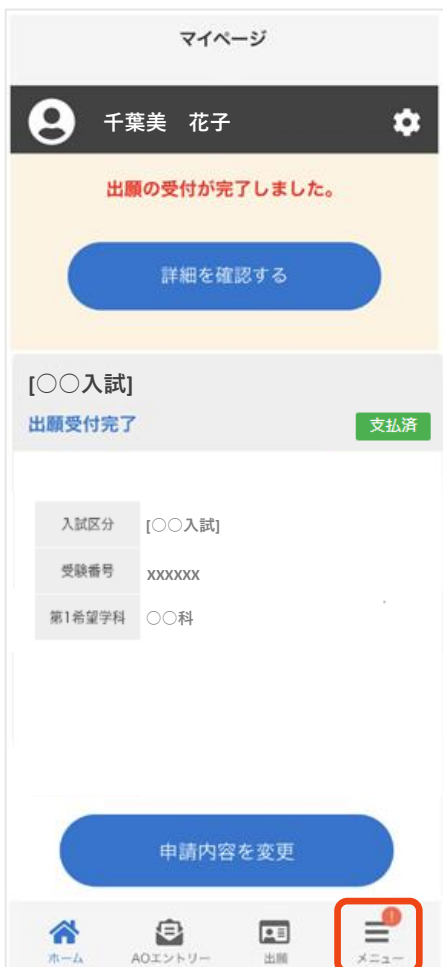 マイページ
千葉美　花子
出願の受付が完了しました。
詳細を確認する
[○○入試]
出願受付完了
支払済
入試区分 [○○入試]
受験番号 xxxxxx
第1希望学科 ○○科
申請内容を変更
!
ホーム AOエントリー 出願 メニュー